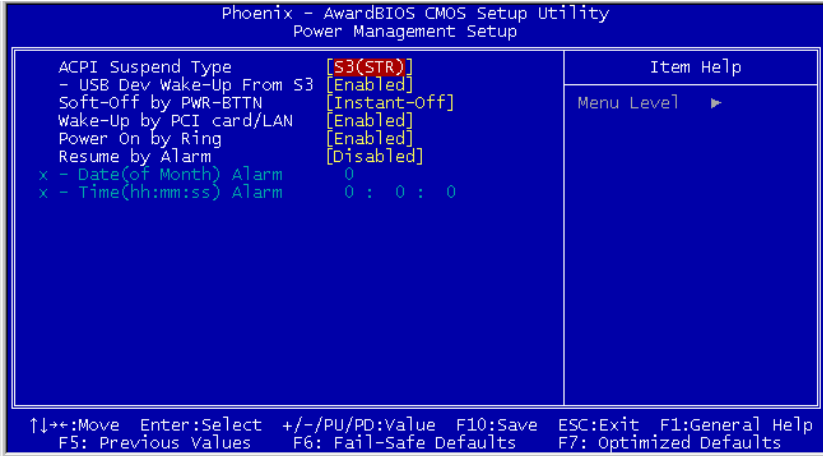 Phoenix - AwardBIOS CMOS Setup Utility
Power Management Setup
ACPI Suspend Type [S3(STR)]
- USB Dev Wake-Up From S3 [Enabled]
Soft-Off by PWR-BTTN [Instant-Off]
Wake-Up by PCI card/LAN [Enabled]
Power On by Ring [Enabled]
Resume by Alarm [Disabled]
x - Date(of Month) Alarm 0
x - Time(hh:mm:ss) Alarm 0 : 0 : 0
Item Help
Menu Level ►
↑↓→←:Move Enter:Select +/-/PU/PD:Value F10:Save ESC:Exit F1:General Help
F5: Previous Values F6: Fail-Safe Defaults F7: Optimized Defaults